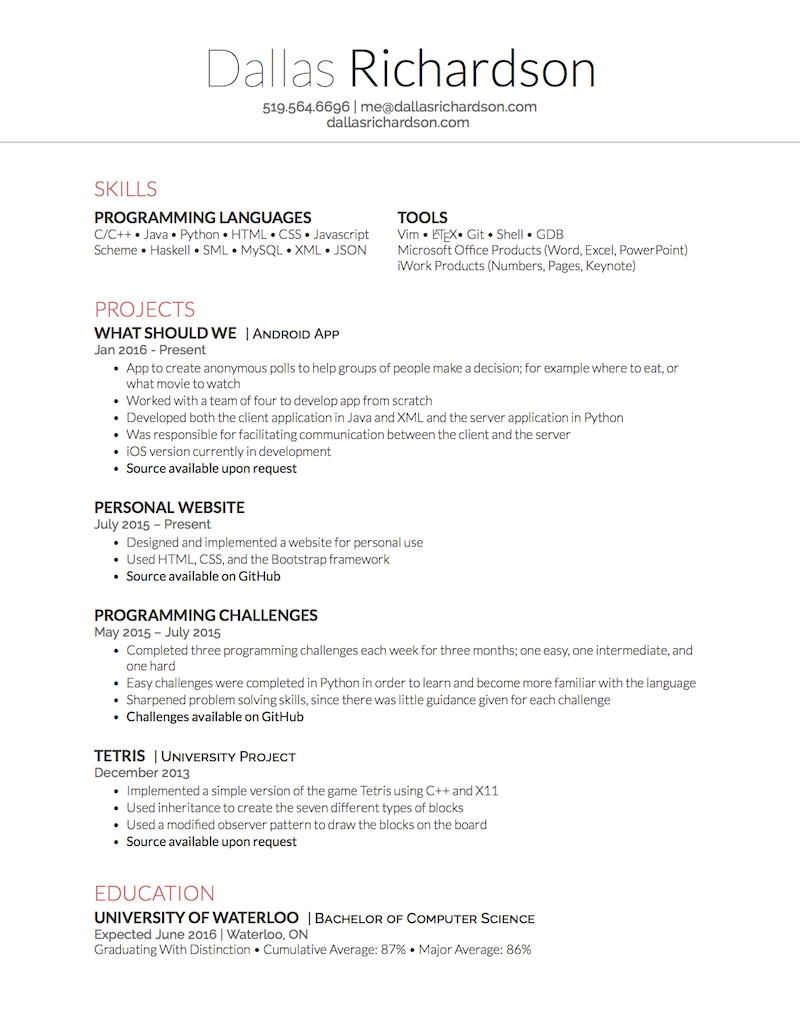 Dallas Richardson
519.564.6696 | me@dallasrichardson.com
dallasrichardson.com
SKILLS
PROGRAMMING LANGUAGES
C/C++ • Java • Python • HTML • CSS • Javascript
Scheme • Haskell • SML • MySQL • XML • JSON
TOOLS
Vim • LATEX • Git • Shell • GDB
Microsoft Office Products (Word, Excel, PowerPoint)
iWork Products (Numbers, Pages, Keynote)
PROJECTS
WHAT SHOULD WE | ANDROID APP
Jan 2016 - Present
• App to create anonymous polls to help groups of people make a decision; for example where to eat, or
what movie to watch
• Worked with a team of four to develop app from scratch
• Developed both the client application in Java and XML and the server application in Python
• Was responsible for facilitating communication between the client and the server
• iOS version currently in development
• Source available upon request
PERSONAL WEBSITE
July 2015 – Present
• Designed and implemented a website for personal use
• Used HTML, CSS, and the Bootstrap framework
• Source available on GitHub
PROGRAMMING CHALLENGES
May 2015 – July 2015
• Completed three programming challenges each week for three months; one easy, one intermediate, and
one hard
• Easy challenges were completed in Python in order to learn and become more familiar with the language
• Sharpened problem solving skills, since there was little guidance given for each challenge
• Challenges available on GitHub
TETRIS | UNIVERSITY PROJECT
December 2013
• Implemented a simple version of the game Tetris using C++ and X11
• Used inheritance to create the seven different types of blocks
• Used a modified observer pattern to draw the blocks on the board
• Source available upon request
EDUCATION
UNIVERSITY OF WATERLOO | BACHELOR OF COMPUTER SCIENCE
Expected June 2016 | Waterloo, ON
Graduating With Distinction • Cumulative Average: 87% • Major Average: 86%